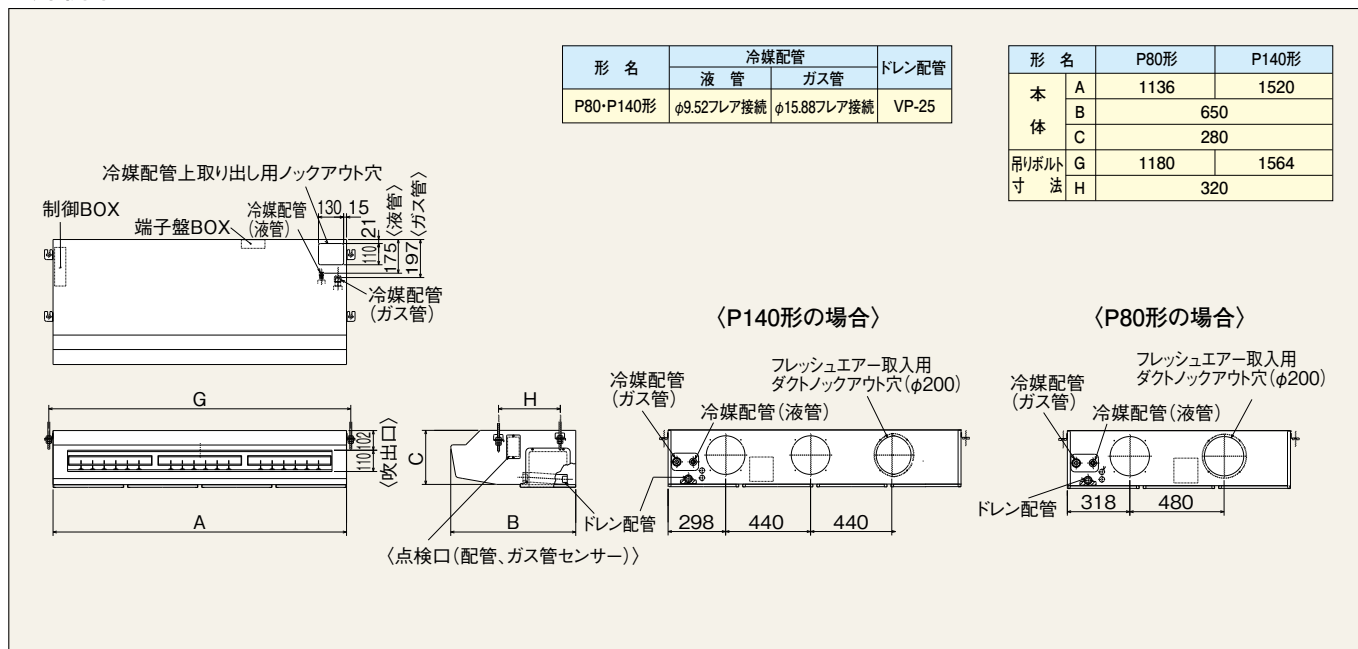 形 名
冷媒配管
ドレン配管
液 管
ガス管
P80・P140形
φ9.52フレア接続
φ15.88フレア接続
VP-25
形 名
P80形
P140形
本体
A
1136
1520
B
650
C
280
吊りボルト寸法
G
1180
1564
H
320
冷媒配管上取り出し用ノックアウト穴
制御BOX
端子盤BOX
冷媒配管
(液管)
130
15
21
110
175
〈液管〉
197
〈ガス管〉
冷媒配管
(ガス管)
G
102
110
〈吹出口〉
A
H
C
B
ドレン配管
〈点検口(配管、ガス管センサー)〉
〈P140形の場合〉
フレッシュエアー取入用
ダクトノックアウト穴(φ200)
冷媒配管
(ガス管)
冷媒配管(液管)
298
440
440
〈P80形の場合〉
フレッシュエアー取入用
ダクトノックアウト穴(φ200)
冷媒配管
(ガス管)
冷媒配管(液管)
ドレン配管
318
480